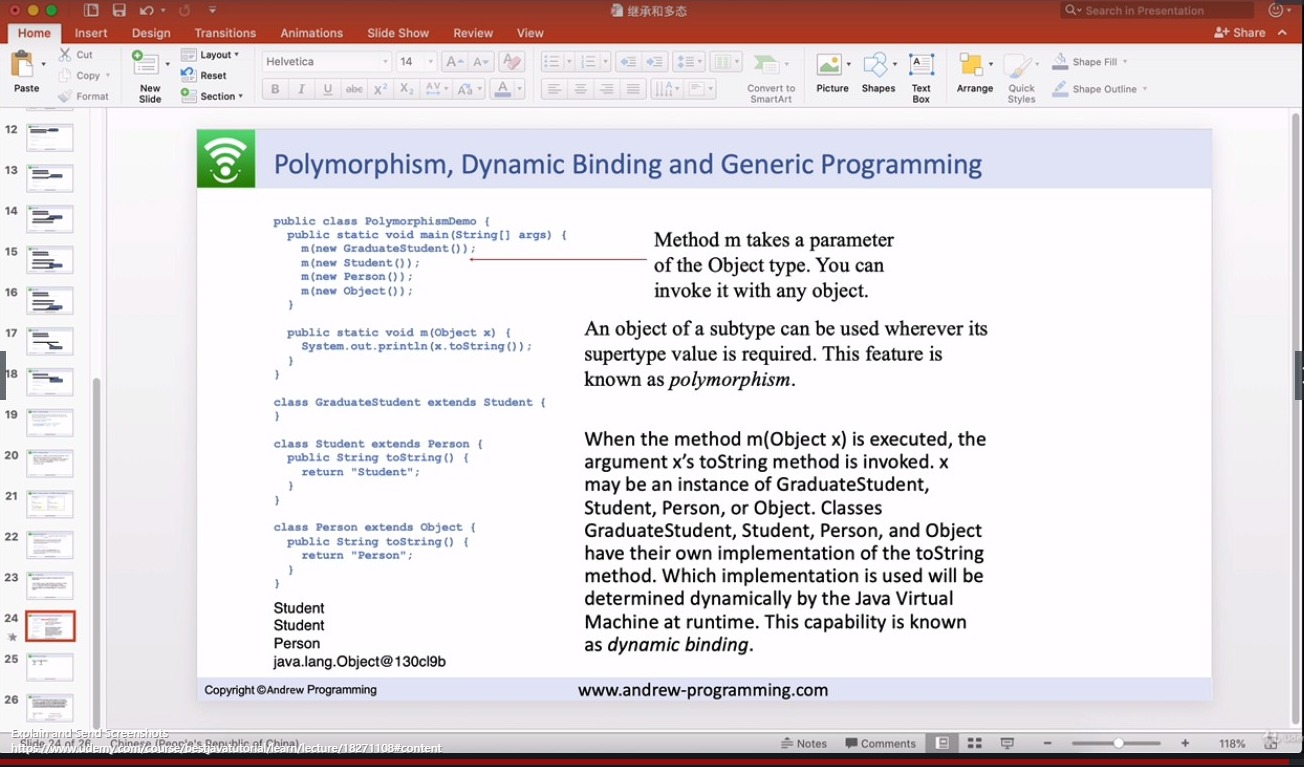 继承和多态
Search in Presentation
Home Insert Design Transitions Animations Slide Show Review View Share
Paste
Cut
Copy
Format
New Slide
Layout
Reset
Section
Helvetica 14
B I U abc X² X₂ AV Aa A
Convert to SmartArt
Picture Shapes Text Box Arrange Quick Styles
Shape Fill
Shape Outline
12
13
14
15
16
17
18
19
20
21
22
23
24
25
26
Polymorphism, Dynamic Binding and Generic Programming
public class PolymorphismDemo {
public static void main(String[] args) {
m(new GraduateStudent());
m(new Student());
m(new Person());
m(new Object());
}
public static void m(Object x) {
System.out.println(x.toString());
}
}
class GraduateStudent extends Student {
}
class Student extends Person {
public String toString() {
return "Student";
}
}
class Person extends Object {
public String toString() {
return "Person";
}
}
Student
Student
Person
java.lang.Object@130cl9b
Method m takes a parameter
of the Object type. You can
invoke it with any object.
An object of a subtype can be used wherever its
supertype value is required. This feature is
known as polymorphism.
When the method m(Object x) is executed, the
argument x's toString method is invoked. x
may be an instance of GraduateStudent,
Student, Person, or Object. Classes
GraduateStudent, Student, Person, and Object
have their own implementation of the toString
method. Which implementation is used will be
determined dynamically by the Java Virtual
Machine at runtime. This capability is known
as dynamic binding.
Copyright ©Andrew Programming
www.andrew-programming.com
Explain and Send Screenshots
Slide 24 of 26 Chinese (People's Republic of China)
Notes Comments 118%